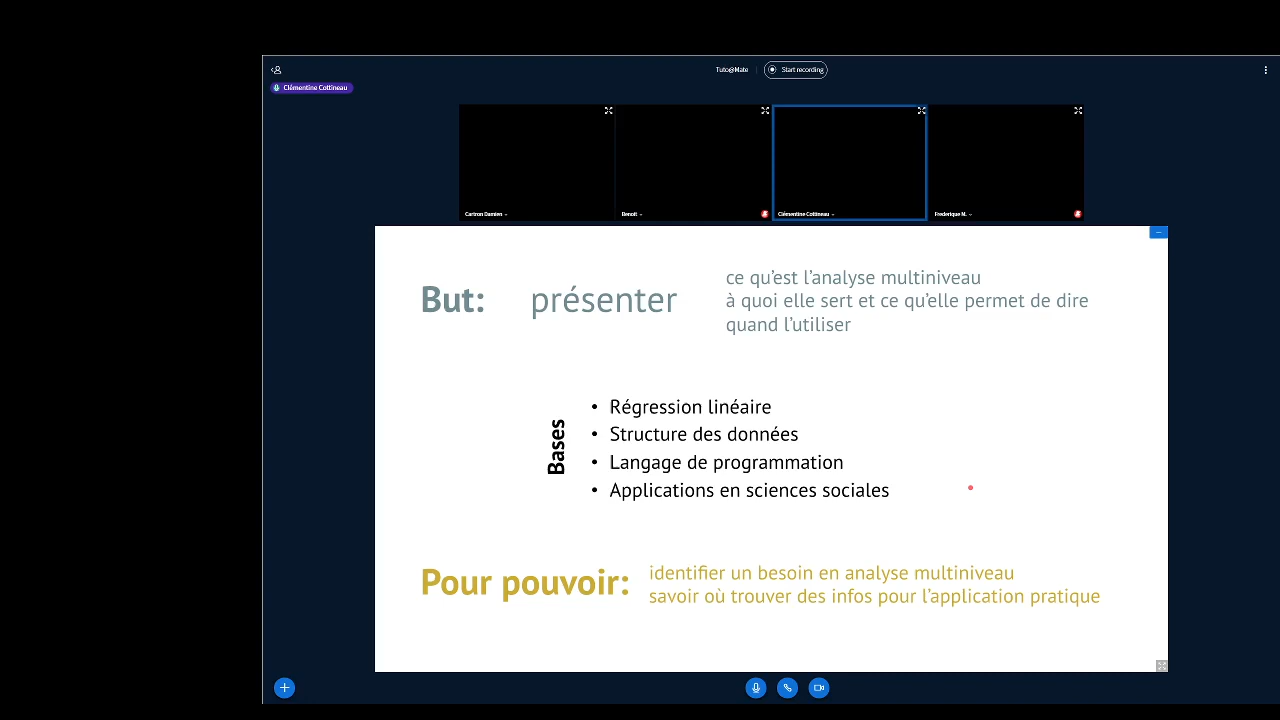 Tuto@Mate
Start recording
Clémentine Cottineau
Cartron Damien
Benoit
Clémentine Cottineau
Frederique M.
But:
présenter
ce qu'est l'analyse multiniveau
à quoi elle sert et ce qu'elle permet de dire
quand l'utiliser
Bases
• Régression linéaire
• Structure des données
• Langage de programmation
• Applications en sciences sociales
Pour pouvoir:
identifier un besoin en analyse multiniveau
savoir où trouver des infos pour l'application pratique